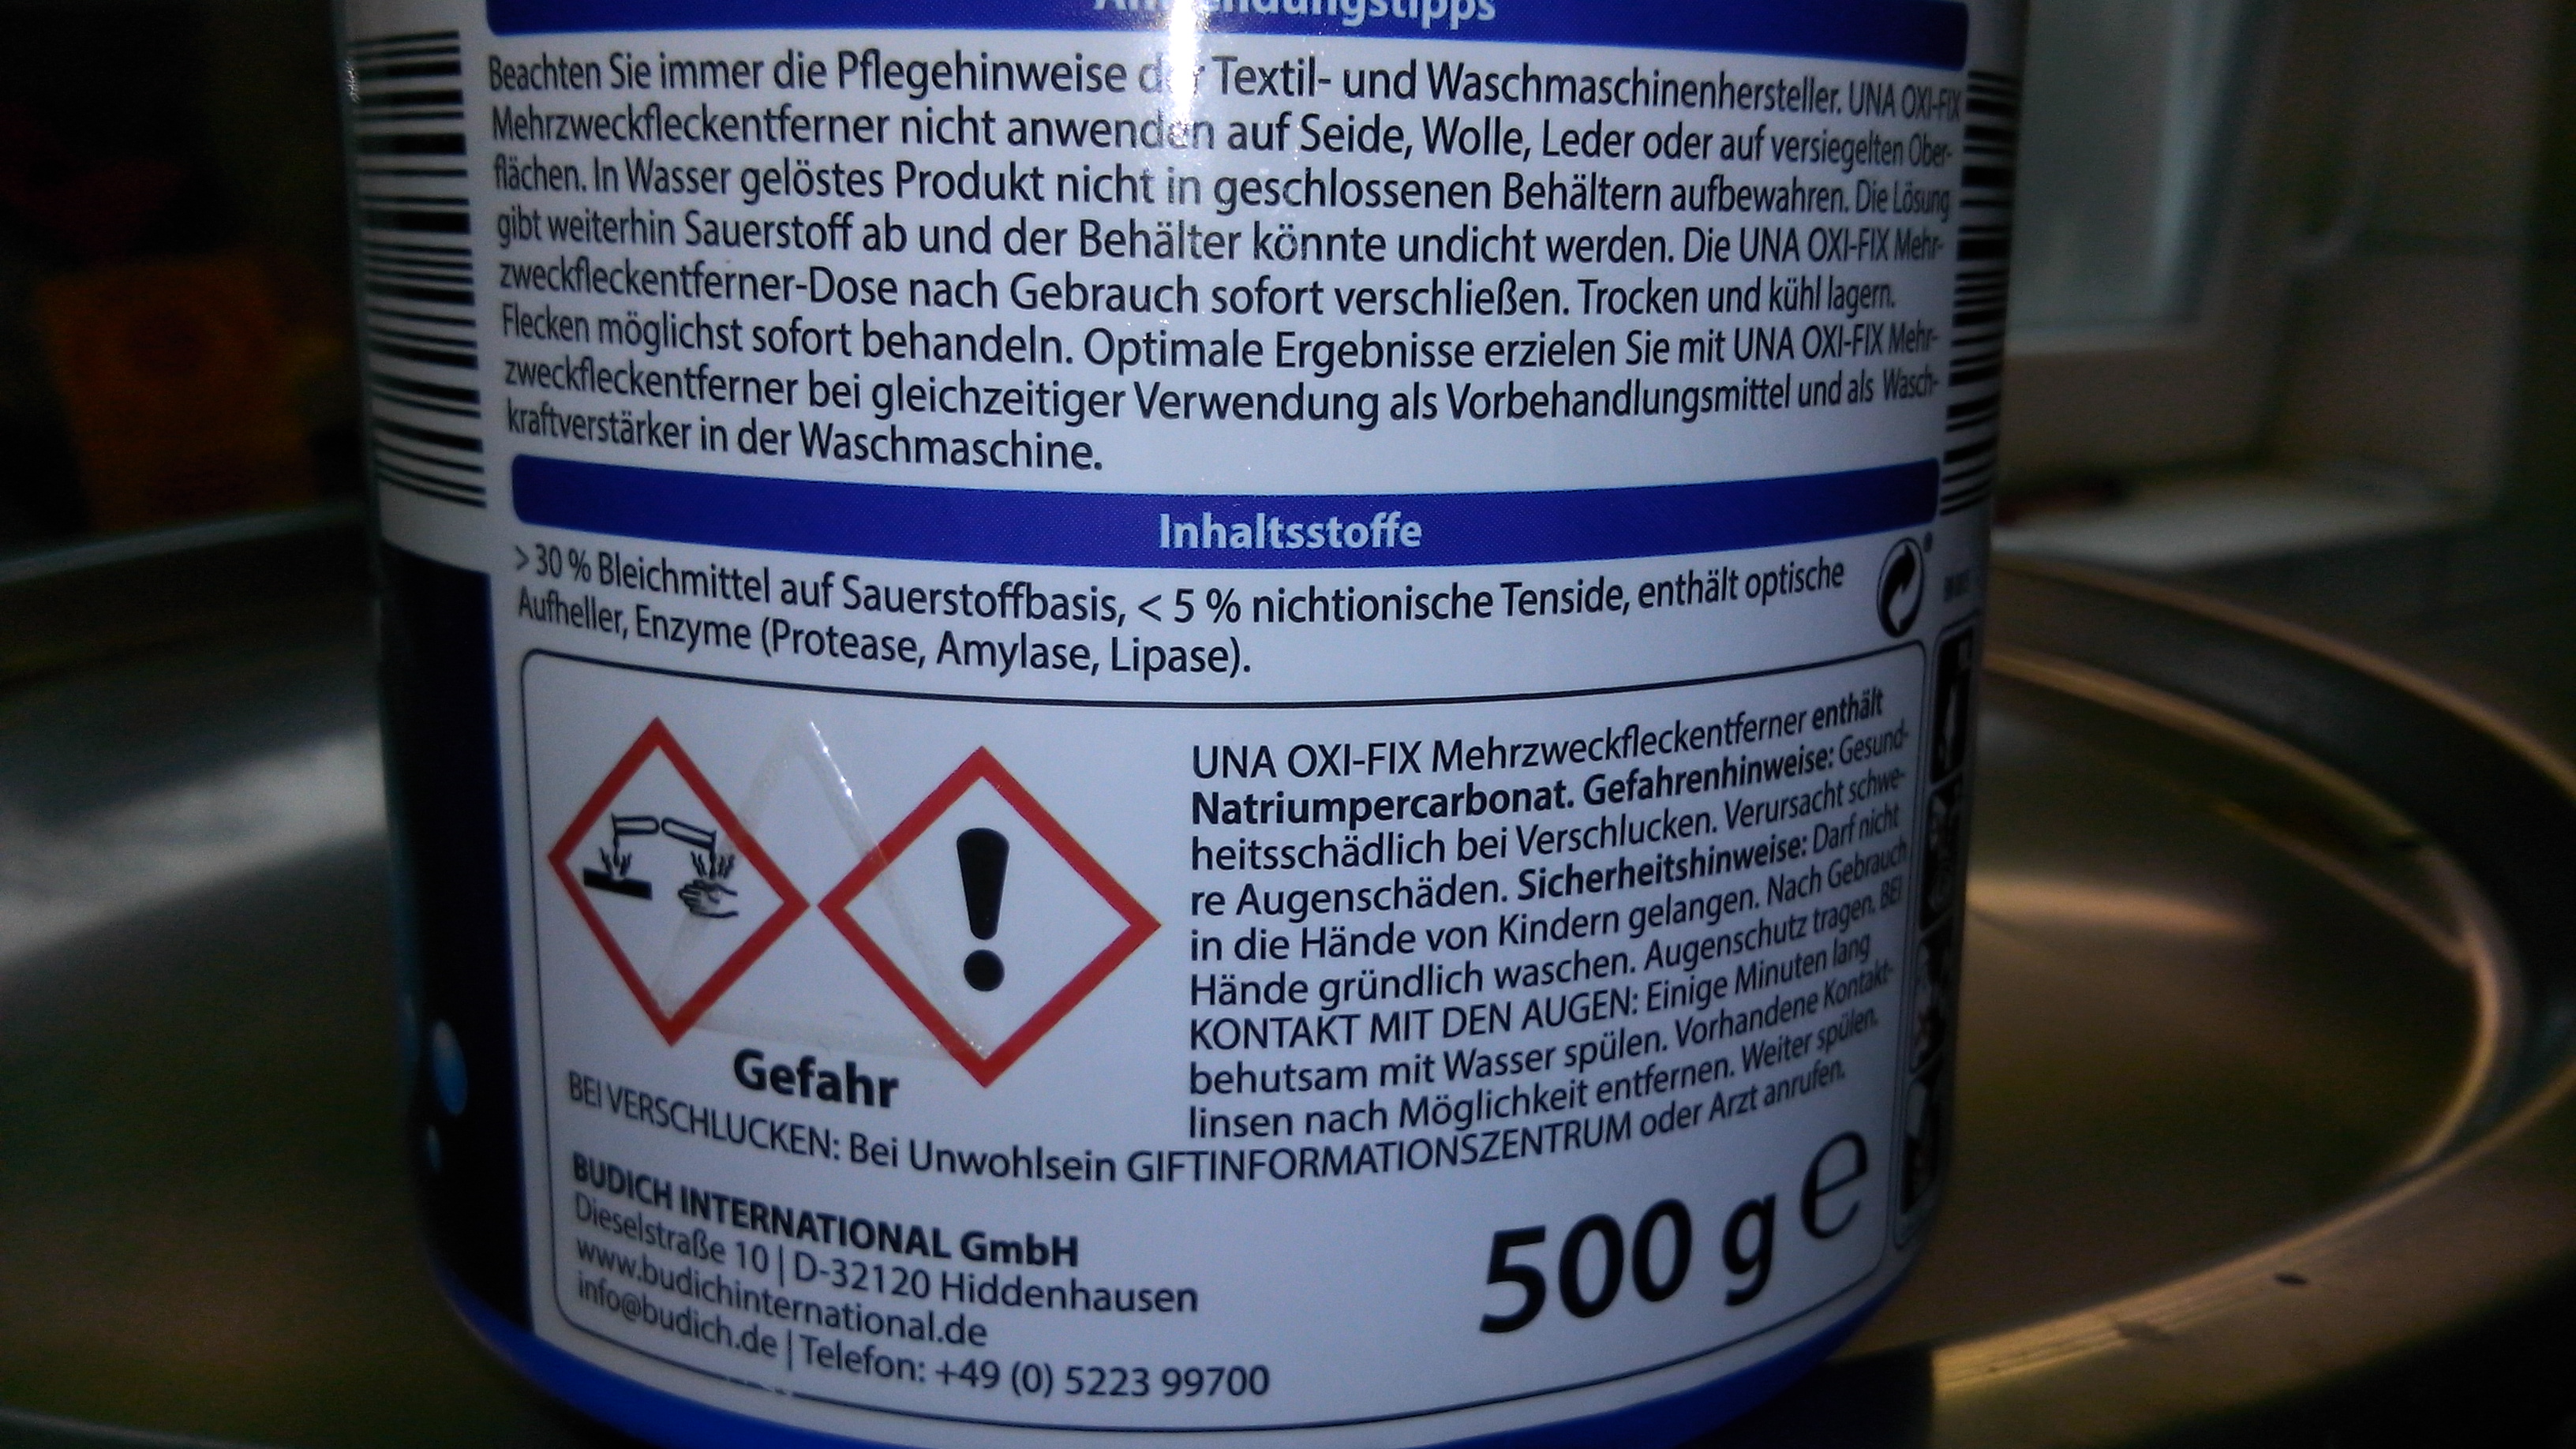 Anwendungstipps
Beachten Sie immer die Pflegehinweise der Textil- und Waschmaschinenhersteller. UNA OXI-FIX
Mehrzweckfleckentferner nicht anwenden auf Seide, Wolle, Leder oder auf versiegelten Ober-
flächen. In Wasser gelöstes Produkt nicht in geschlossenen Behältern aufbewahren. Die Lösung
gibt weiterhin Sauerstoff ab und der Behälter könnte undicht werden. Die UNA OXI-FIX Mehr-
zweckfleckentferner-Dose nach Gebrauch sofort verschließen. Trocken und kühl lagern.
Flecken möglichst sofort behandeln. Optimale Ergebnisse erzielen Sie mit UNA OXI-FIX Mehr-
zweckfleckentferner bei gleichzeitiger Verwendung als Vorbehandlungsmittel und als Wasch-
kraftverstärker in der Waschmaschine.
Inhaltsstoffe
> 30 % Bleichmittel auf Sauerstoffbasis, < 5 % nichtionische Tenside, enthält optische
Aufheller, Enzyme (Protease, Amylase, Lipase).
UNA OXI-FIX Mehrzweckfleckentferner enthält
Natriumpercarbonat. Gefahrenhinweise: Gesund-
heitsschädlich bei Verschlucken. Verursacht schwe-
re Augenschäden. Sicherheitshinweise: Darf nicht
in die Hände von Kindern gelangen. Nach Gebrauch
Hände gründlich waschen. Augenschutz tragen. BEI
KONTAKT MIT DEN AUGEN: Einige Minuten lang
behutsam mit Wasser spülen. Vorhandene Kontakt-
linsen nach Möglichkeit entfernen. Weiter spülen.
Gefahr
BEI VERSCHLUCKEN: Bei Unwohlsein GIFTINFORMATIONSZENTRUM oder Arzt anrufen.
BUDICH INTERNATIONAL GmbH
Dieselstraße 10 | D-32120 Hiddenhausen
www.budichinternational.de
info@budich.de | Telefon: +49 (0) 5223 99700
500 g e